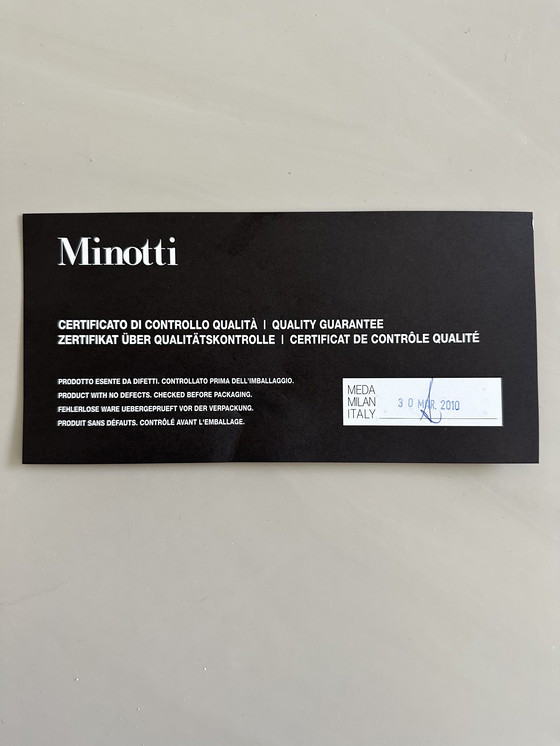 Minotti
CERTIFICATO DI CONTROLLO QUALITÀ | QUALITY GUARANTEE
ZERTIFIKAT ÜBER QUALITÄTSKONTROLLE | CERTIFICAT DE CONTRÔLE QUALITÉ
PRODOTTO ESENTE DA DIFETTI. CONTROLLATO PRIMA DELL'IMBALLAGGIO.
PRODUCT WITH NO DEFECTS. CHECKED BEFORE PACKAGING.
FEHLERLOSE WARE UEBERGEPRUEFT VOR DER VERPACKUNG.
PRODUIT SANS DÉFAUTS. CONTRÔLÉ AVANT L'EMBALLAGE.
MEDA
MILAN
ITALY
30 MAR. 2010